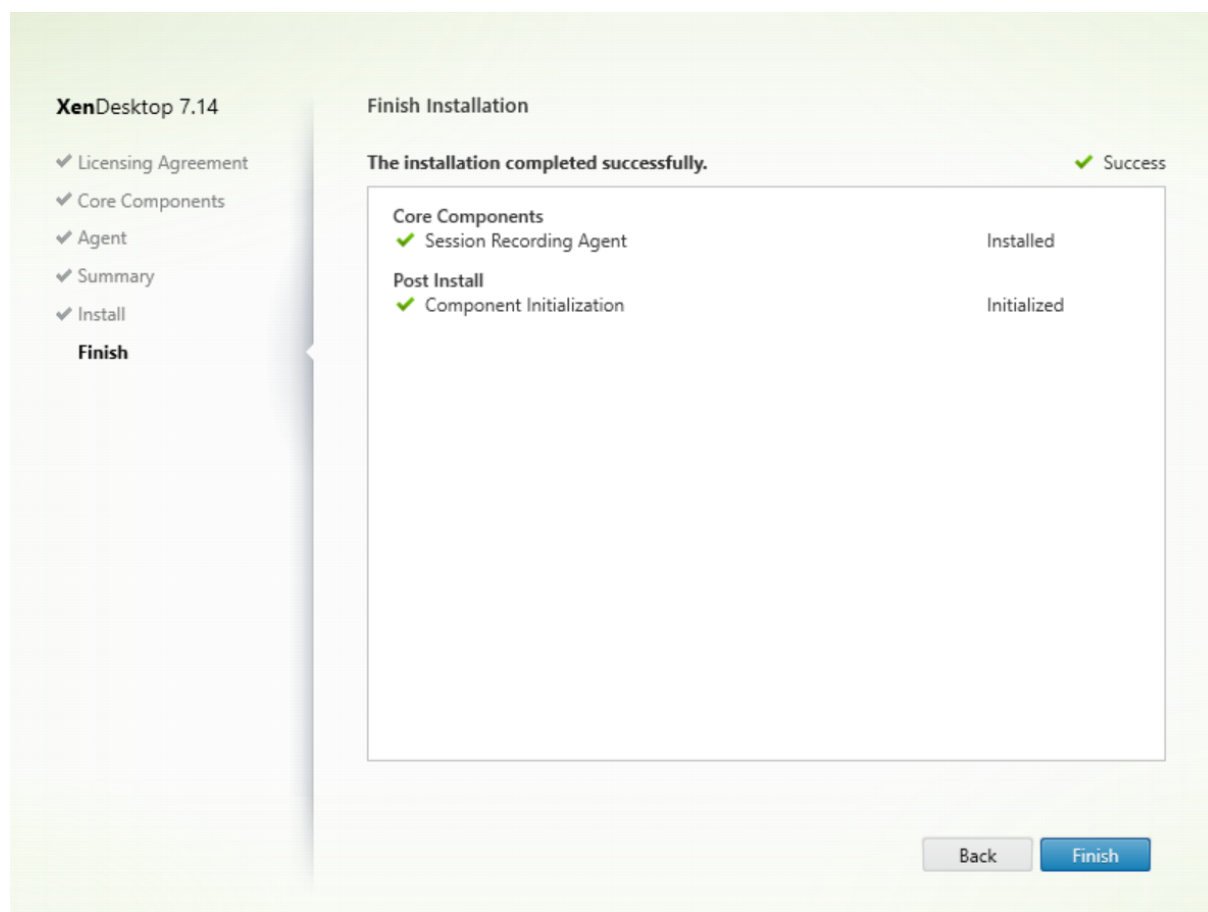 XenDesktop 7.14
Licensing Agreement
Core Components
Agent
Summary
Install
Finish
Finish Installation
The installation completed successfully.
Success
Core Components
Session Recording Agent Installed
Post Install
Component Initialization Initialized
Back Finish